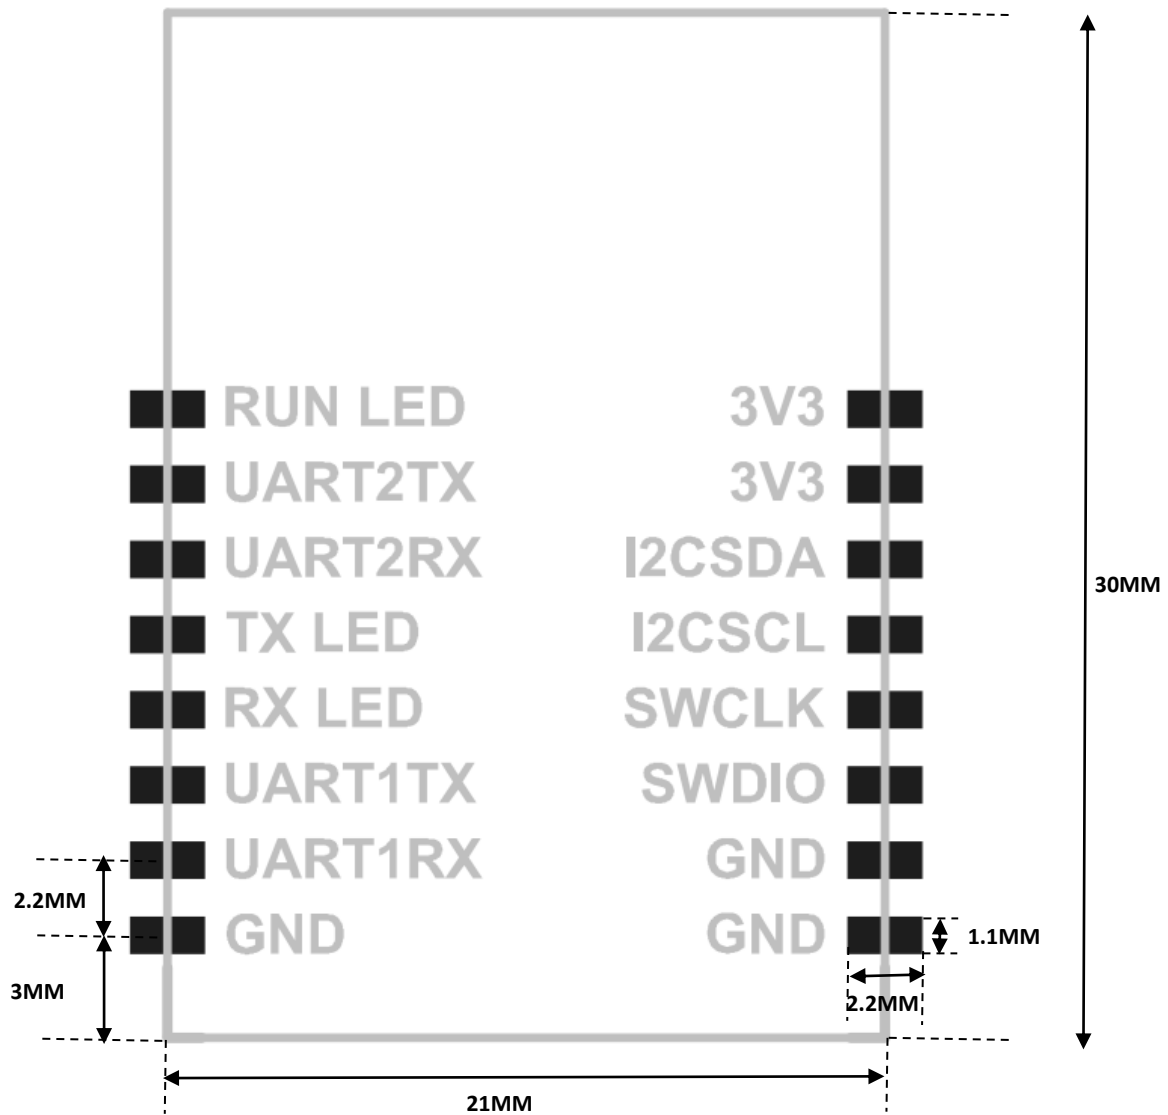 RUN LED 3V3
UART2TX 3V3
UART2RX I2CSDA
30MM
TX LED I2CSCL
RX LED SWCLK
UART1TX SWDIO
UART1RX GND
2.2MM
GND GND
1.1MM
3MM
2.2MM
21MM